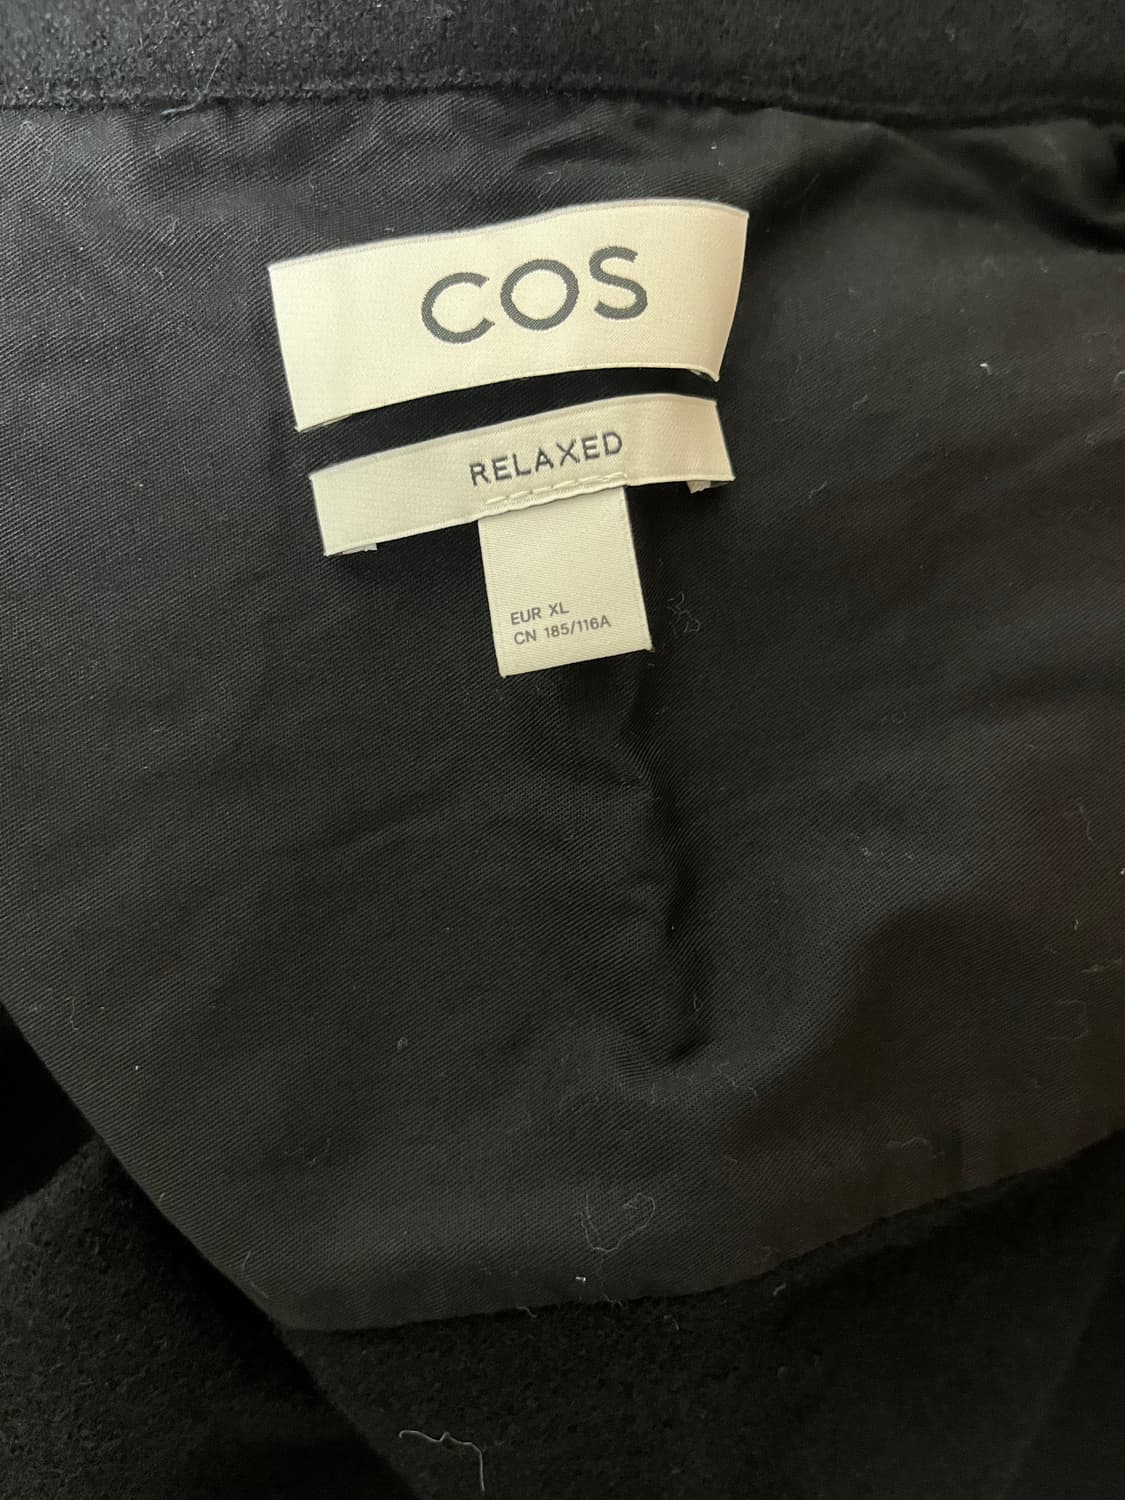 COS
RELAXED
EUR XL
CN 185/116A